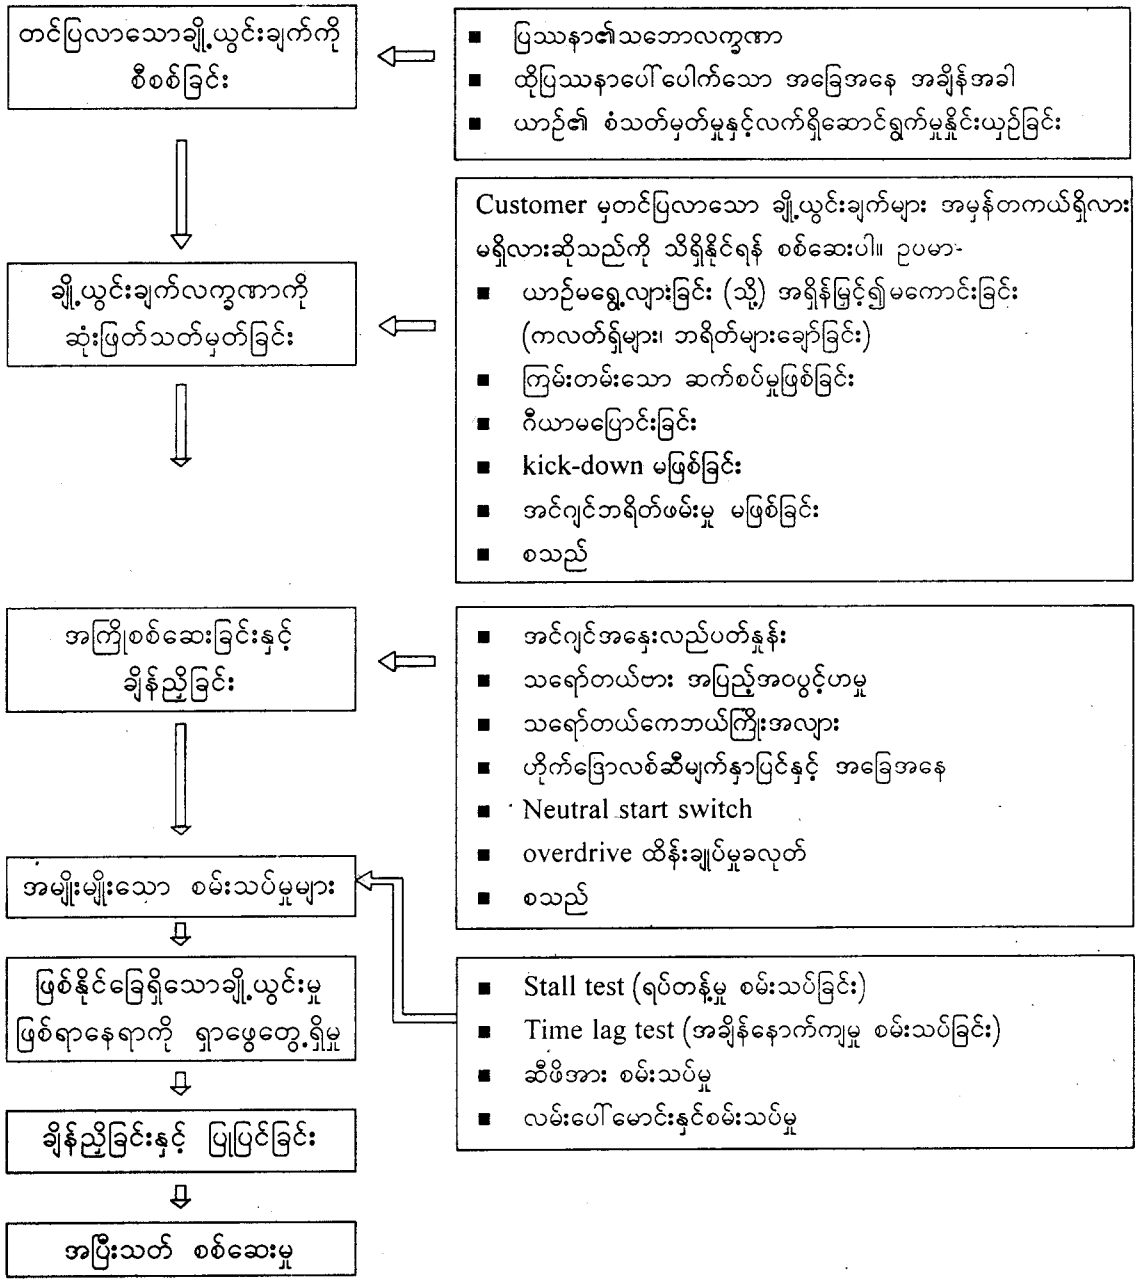 တင်ပြလာသောချို့ယွင်းချက်ကို
စီစစ်ခြင်း
■ ပြဿနာ၏သဘောလက္ခဏာ
■ ထိုပြဿနာပေါ်ပေါက်သော အခြေအနေ အချိန်အခါ
■ ယာဉ်၏ စံသတ်မှတ်မှုနှင့်လက်ရှိဆောင်ရွက်မှုနှိုင်းယှဉ်ခြင်း
ချို့ယွင်းချက်လက္ခဏာကို
ဆုံးဖြတ်သတ်မှတ်ခြင်း
Customer မှတင်ပြလာသော ချို့ယွင်းချက်များ အမှန်တကယ်ရှိလား
မရှိလားဆိုသည်ကို သိရှိနိုင်ရန် စစ်ဆေးပါ။ ဥပမာ-
■ ယာဉ်မရွေ့လျားခြင်း (သို့) အရှိန်မြှင့်၍မကောင်းခြင်း
(ကလတ်ရှ်များ၊ ဘရိတ်များချော်ခြင်း)
■ ကြမ်းတမ်းသော ဆက်စပ်မှုဖြစ်ခြင်း
■ ဂီယာမပြောင်းခြင်း
■ kick-down မဖြစ်ခြင်း
■ အင်ဂျင်ဘရိတ်ဖမ်းမှု မဖြစ်ခြင်း
■ စသည်
အကြိုစစ်ဆေးခြင်းနှင့်
ချိန်ညှိခြင်း
■ အင်ဂျင်အနှေးလည်ပတ်နှုန်း
■ သရော်တယ်ဗား အပြည့်အဝပွင့်ဟမှု
■ သရော်တယ်ကေဘယ်ကြိုးအလျား
■ ဟိုက်ဒြောလစ်ဆီမျက်နှာပြင်နှင့် အခြေအနေ
■ Neutral start switch
■ overdrive ထိန်းချုပ်မှုခလုတ်
■ စသည်
အမျိုးမျိုးသော စမ်းသပ်မှုများ
■ Stall test (ရပ်တန့်မှု စမ်းသပ်ခြင်း)
■ Time lag test (အချိန်နောက်ကျမှု စမ်းသပ်ခြင်း)
■ ဆီဖိအား စမ်းသပ်မှု
■ လမ်းပေါ်မောင်းနှင်စမ်းသပ်မှု
ဖြစ်နိုင်ခြေရှိသောချို့ယွင်းမှု
ဖြစ်ရာနေရာကို ရှာဖွေတွေ့ရှိမှု
ချိန်ညှိခြင်းနှင့် ပြုပြင်ခြင်း
အပြီးသတ် စစ်ဆေးမှု